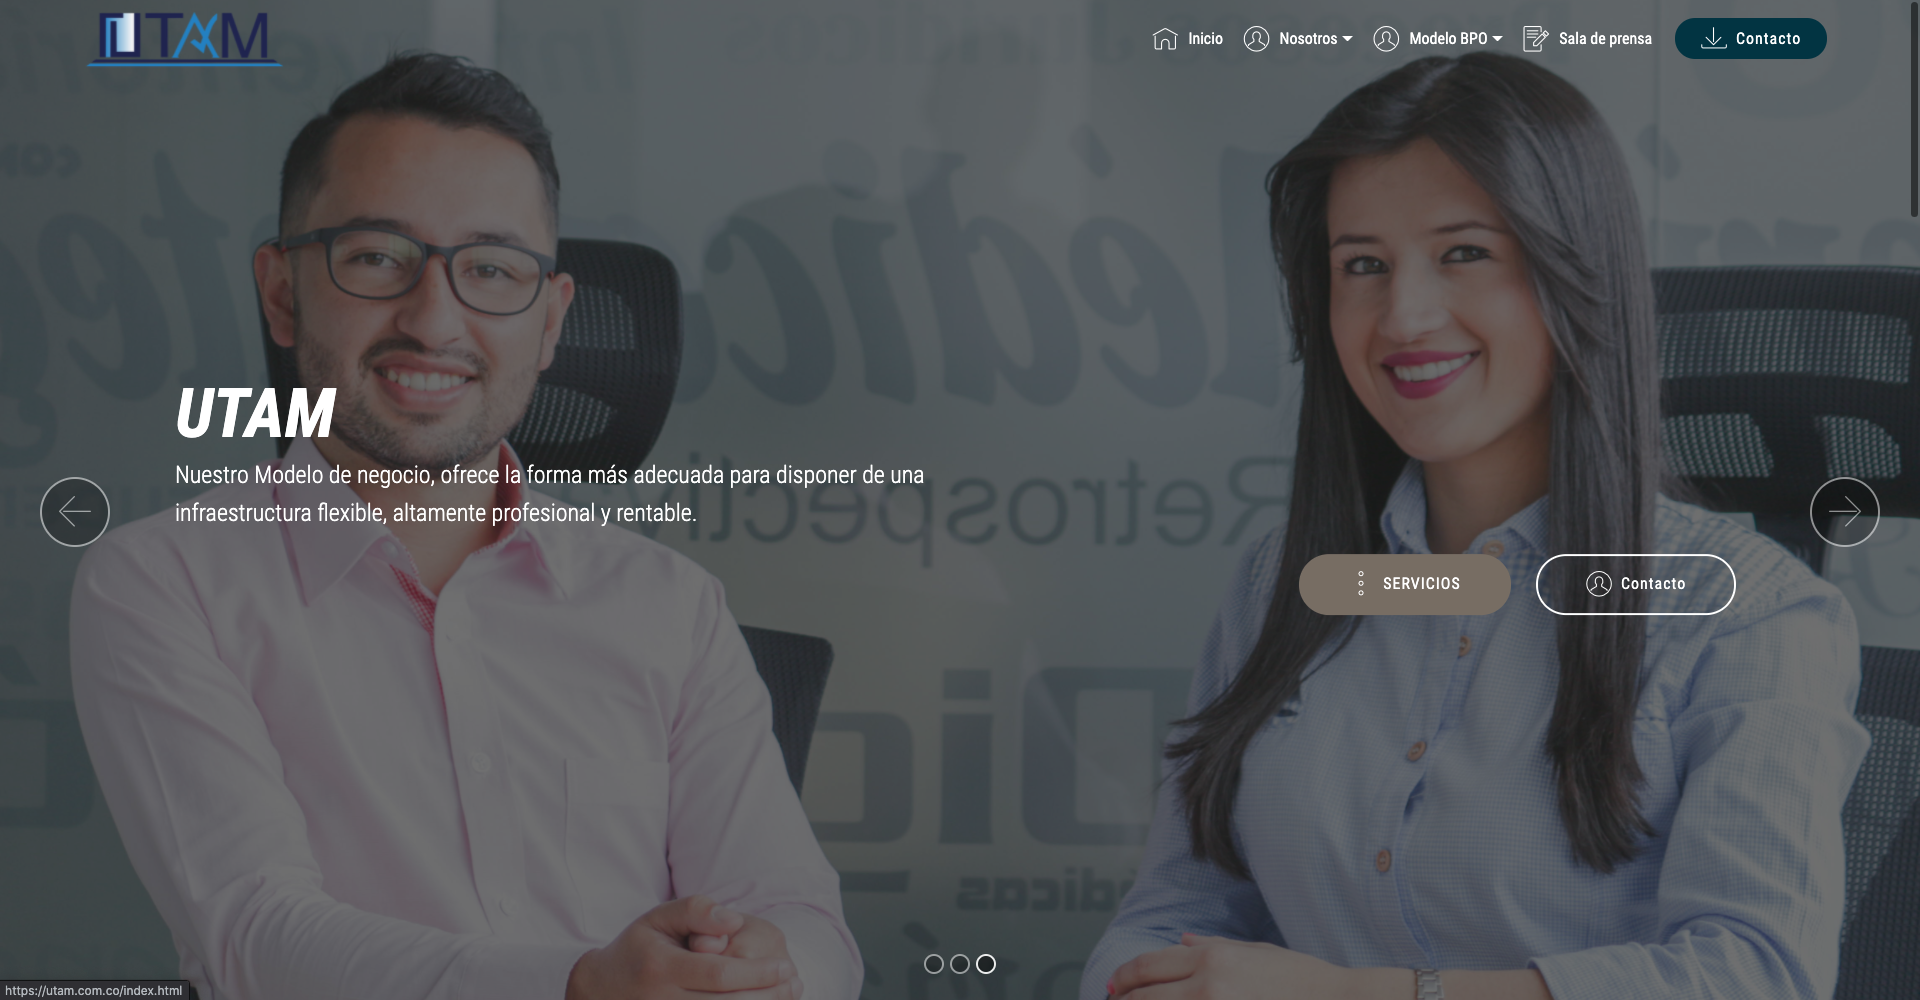 UTAM
Inicio
Nosotros
Modelo BPO
Sala de prensa
Contacto
UTAM
Nuestro Modelo de negocio, ofrece la forma más adecuada para disponer de una
infraestructura flexible, altamente profesional y rentable.
SERVICIOS
Contacto
https://utam.com.co/index.html